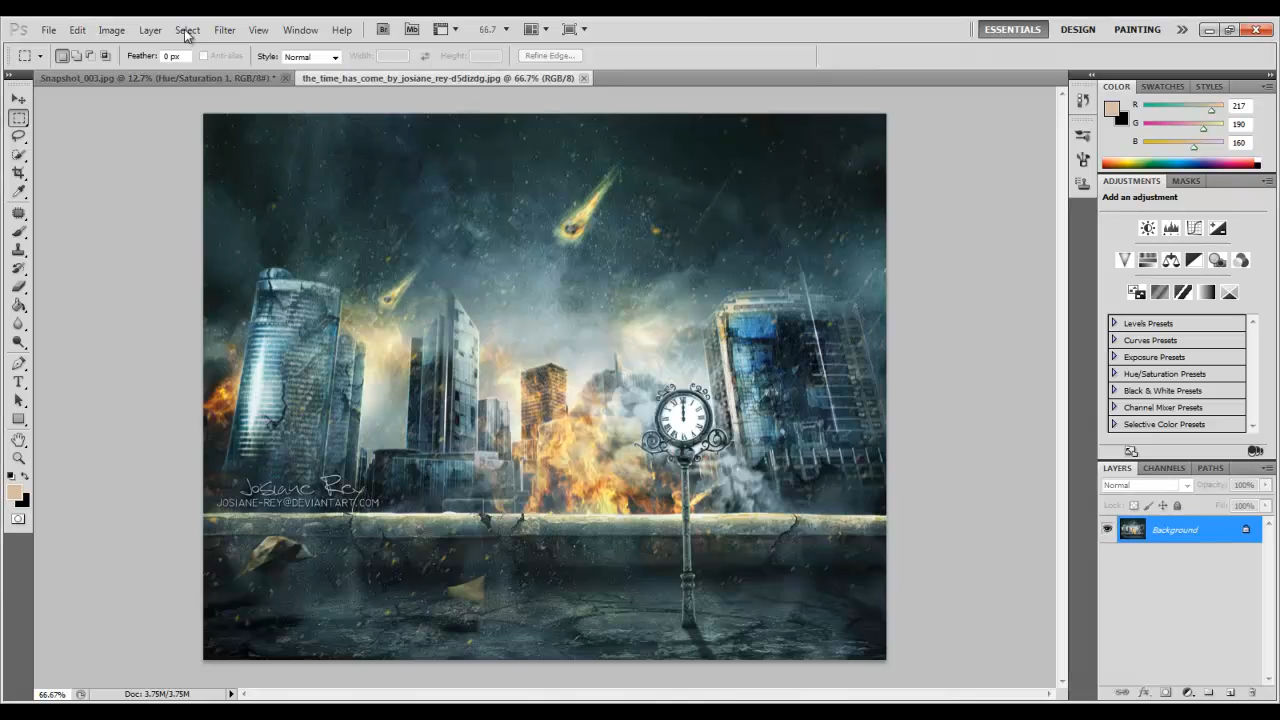 Ps File Edit Image Layer Select Filter View Window Help Br Mb 66.7 ESSENTIALS DESIGN PAINTING
Feather: 0 px Anti-alias Style: Normal Width: Height: Refine Edge...
Snapshot_003.jpg @ 12.7% (Hue/Saturation 1, RGB/8#) * the_time_has_come_by_josiane_rey-d5dizdg.jpg @ 66.7% (RGB/8)
COLOR SWATCHES STYLES
R 217
G 190
B 160
ADJUSTMENTS MASKS
Add an adjustment
Levels Presets
Curves Presets
Exposure Presets
Hue/Saturation Presets
Black & White Presets
Channel Mixer Presets
Selective Color Presets
LAYERS CHANNELS PATHS
Normal Opacity: 100%
Lock: Fill: 100%
Background
Josiane Rey
JOSIANE-REY@DEVIANTART.COM
66.67% Doc: 3.75M/3.75M